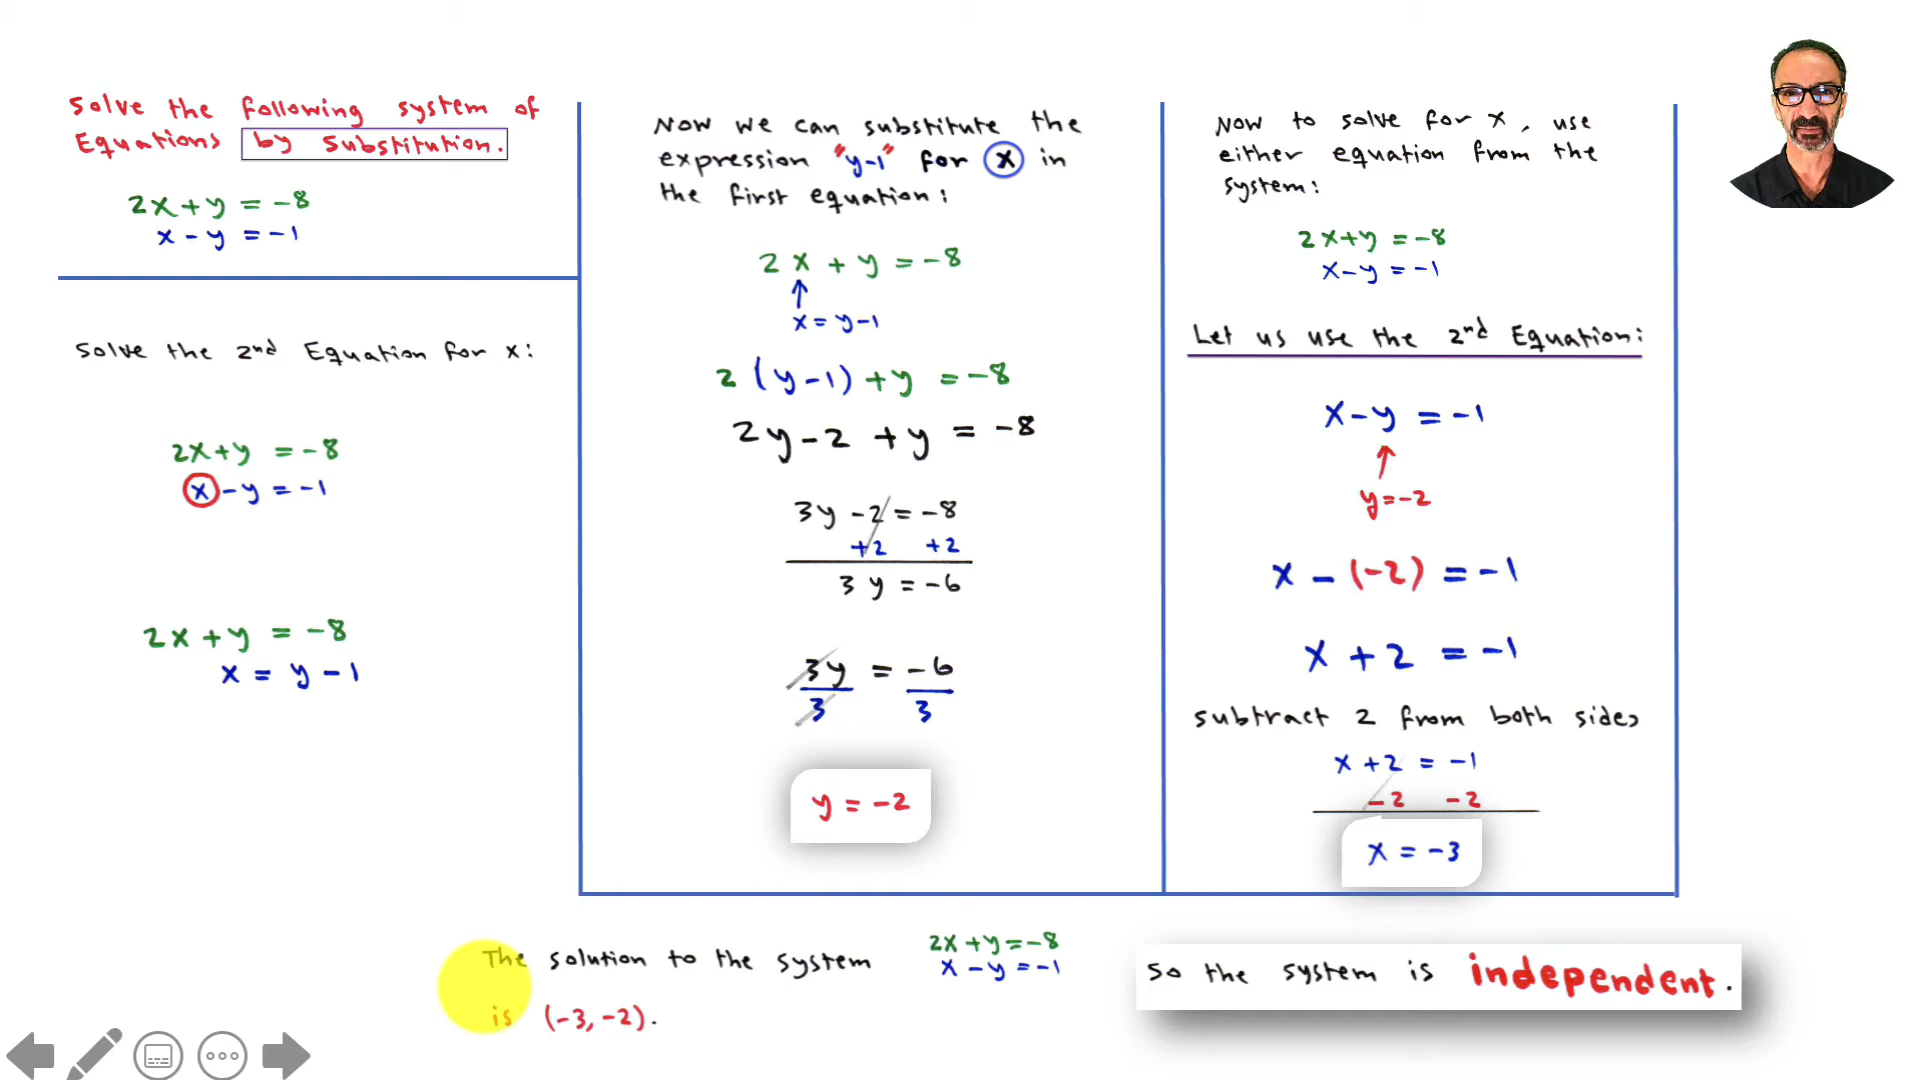 Solve the following system of
Equations by Substitution.
2x+y = -8
x - y = -1
Solve the 2nd Equation for x:
2x+y = -8
x - y = -1
2x + y = -8
x = y - 1
Now we can substitute the
expression "y-1" for x in
the first equation:
2x + y = -8
↑
x = y-1
2(y-1) + y = -8
2y-2 + y = -8
3y - 2 = -8
+2 +2
3y = -6
3y = -6
3 3
y = -2
Now to solve for x, use
either equation from the
system:
2x+y = -8
x-y = -1
Let us use the 2nd Equation:
x-y = -1
↑
y=-2
x - (-2) = -1
x + 2 = -1
subtract 2 from both sides
x +2 = -1
-2 -2
x = -3
The solution to the system
2x+y=-8
x - y = -1
is (-3, -2).
So the system is independent.